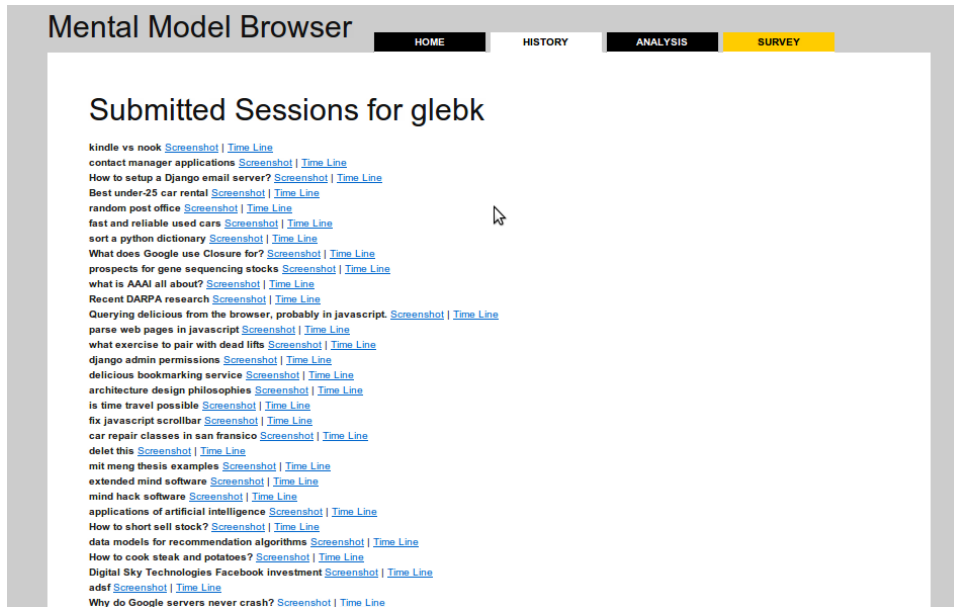 Mental Model Browser
HOME HISTORY ANALYSIS SURVEY
Submitted Sessions for glebk
kindle vs nook Screenshot | Time Line
contact manager applications Screenshot | Time Line
How to setup a Django email server? Screenshot | Time Line
Best under-25 car rental Screenshot | Time Line
random post office Screenshot | Time Line
fast and reliable used cars Screenshot | Time Line
sort a python dictionary Screenshot | Time Line
What does Google use Closure for? Screenshot | Time Line
prospects for gene sequencing stocks Screenshot | Time Line
what is AAAI all about? Screenshot | Time Line
Recent DARPA research Screenshot | Time Line
Querying delicious from the browser, probably in javascript. Screenshot | Time Line
parse web pages in javascript Screenshot | Time Line
what exercise to pair with dead lifts Screenshot | Time Line
django admin permissions Screenshot | Time Line
delicious bookmarking service Screenshot | Time Line
architecture design philosophies Screenshot | Time Line
is time travel possible Screenshot | Time Line
fix javascript scrollbar Screenshot | Time Line
car repair classes in san fransico Screenshot | Time Line
delet this Screenshot | Time Line
mit meng thesis examples Screenshot | Time Line
extended mind software Screenshot | Time Line
mind hack software Screenshot | Time Line
applications of artificial intelligence Screenshot | Time Line
How to short sell stock? Screenshot | Time Line
data models for recommendation algorithms Screenshot | Time Line
How to cook steak and potatoes? Screenshot | Time Line
Digital Sky Technologies Facebook investment Screenshot | Time Line
adsf Screenshot | Time Line
Why do Google servers never crash? Screenshot | Time Line